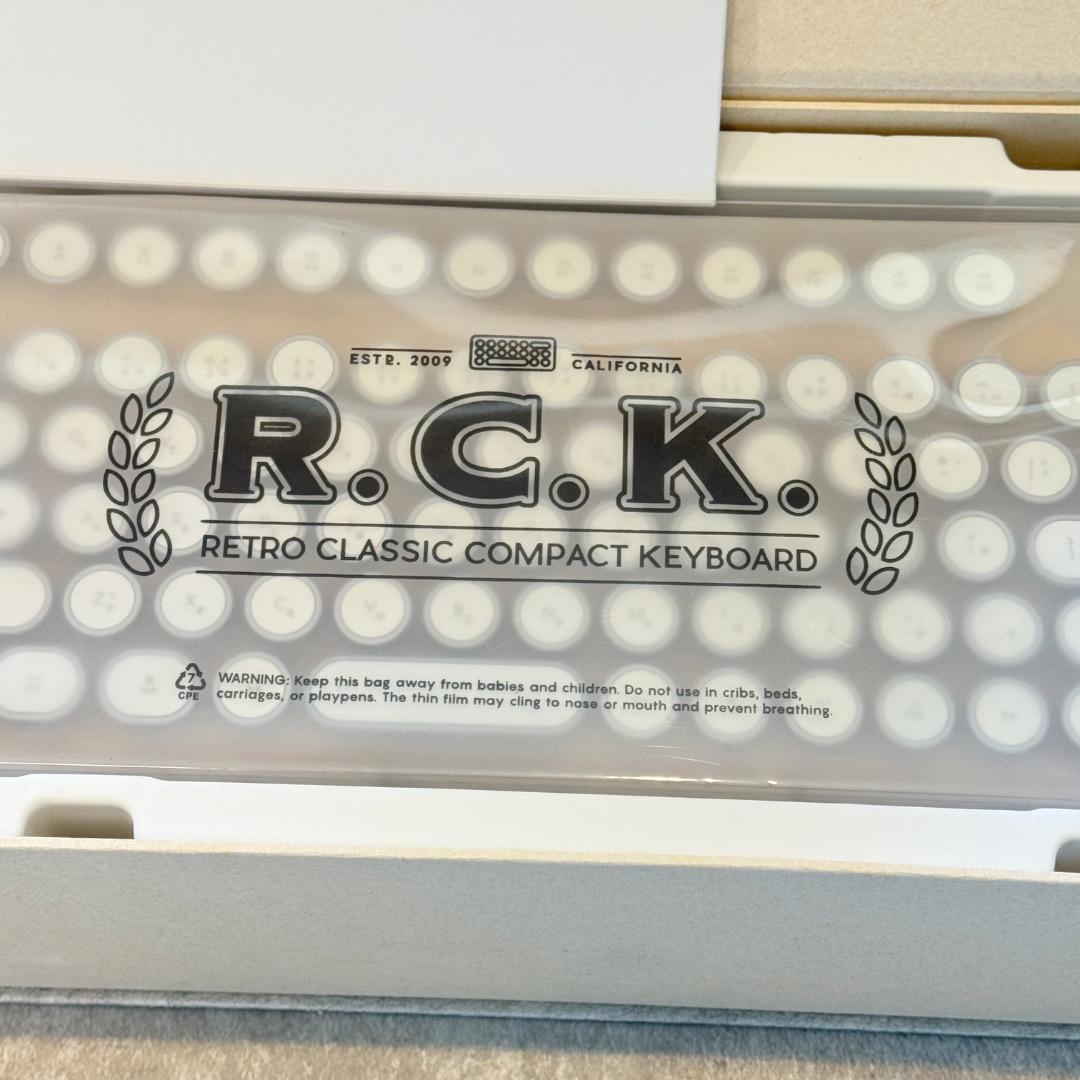 ESTD. 2009 CALIFORNIA
R.C.K.
RETRO CLASSIC COMPACT KEYBOARD
7
CPE
WARNING: Keep this bag away from babies and children. Do not use in cribs, beds,
carriages, or playpens. The thin film may cling to nose or mouth and prevent breathing.
Z
X
C
V
B
N
M